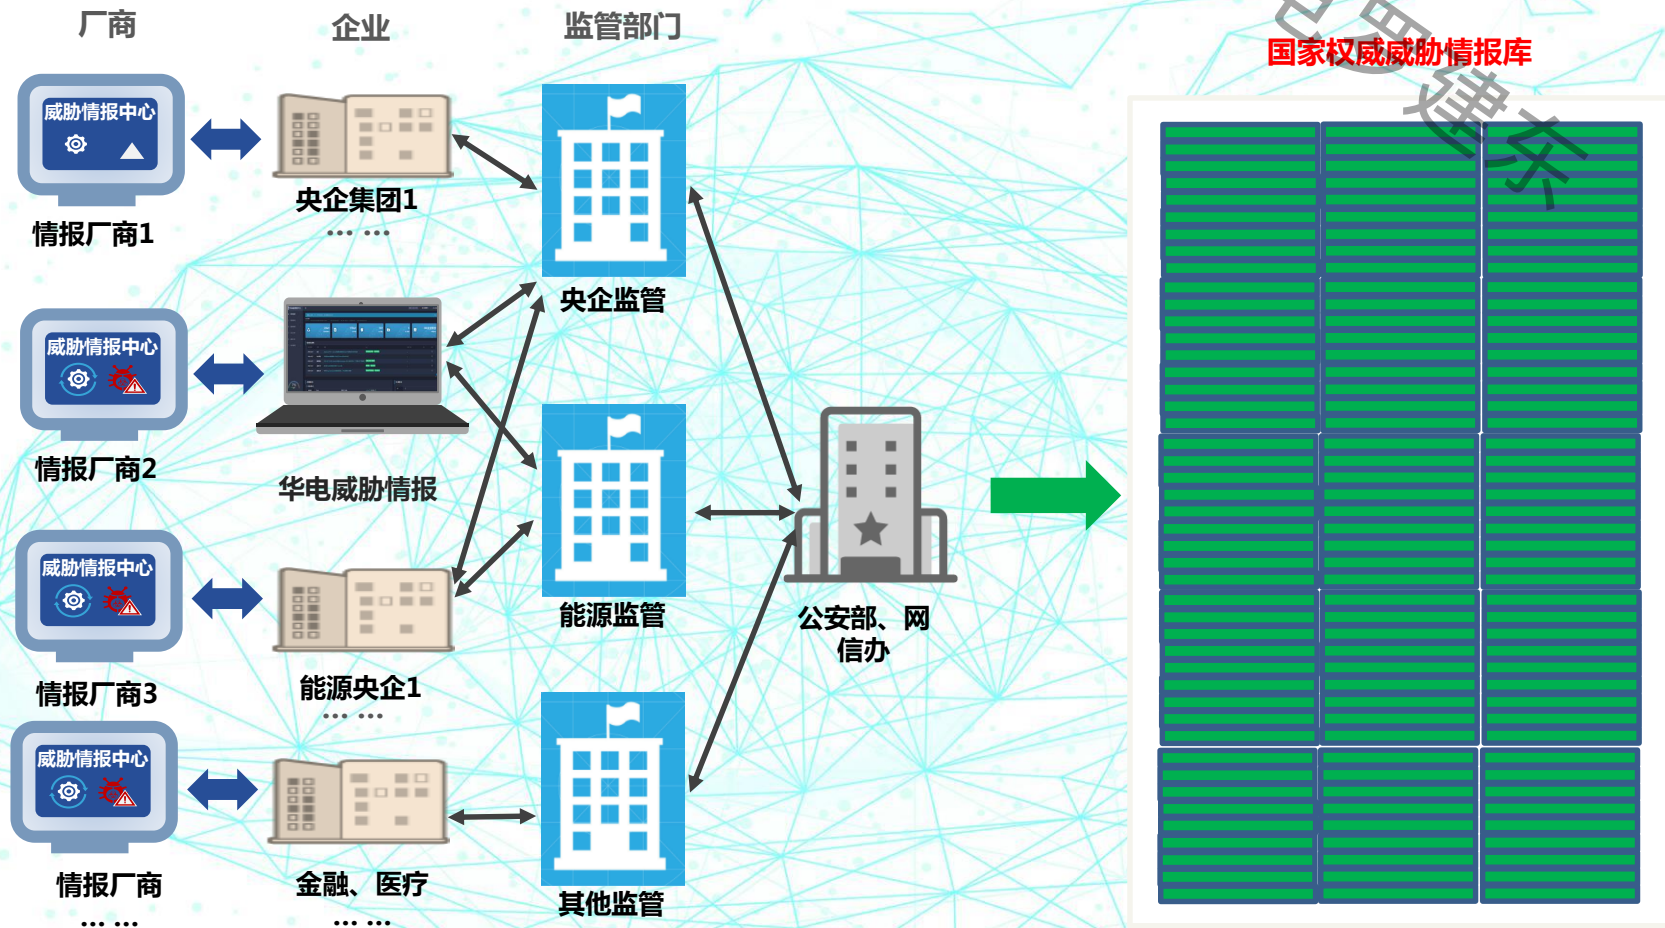 厂商
企业
监管部门
国家权威威胁情报库
威胁情报中心
情报厂商1
央企集团1
... ...
央企监管
威胁情报中心
情报厂商2
华电威胁情报
威胁情报中心
情报厂商3
能源央企1
... ...
能源监管
公安部、网
信办
威胁情报中心
情报厂商
... ...
金融、医疗
... ...
其他监管
电罗建东